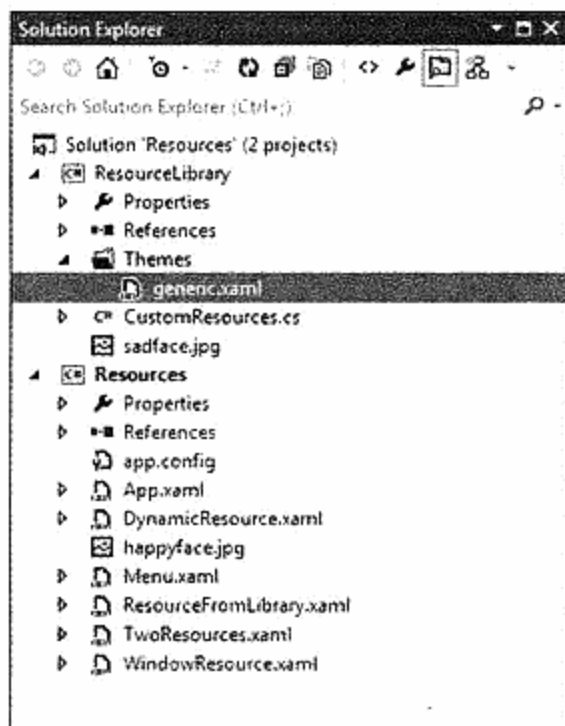 Solution Explorer
Search Solution Explorer (Ctrl+;)
Solution 'Resources' (2 projects)
ResourceLibrary
Properties
References
Themes
generic.xaml
CustomResources.cs
sadface.jpg
Resources
Properties
References
app.config
App.xaml
DynamicResource.xaml
happyface.jpg
Menu.xaml
ResourceFromLibrary.xaml
TwoResources.xaml
WindowResource.xaml